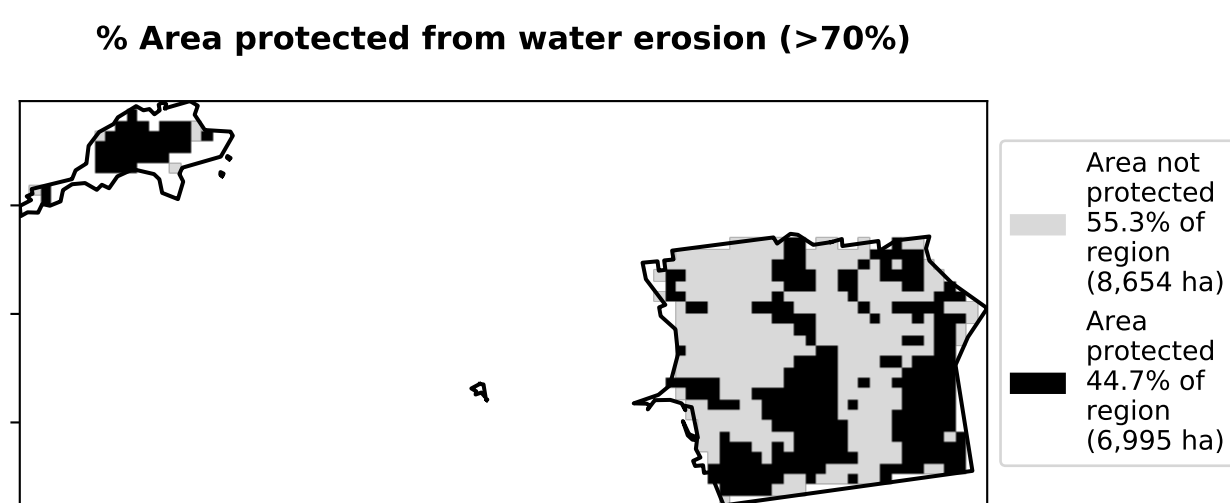 % Area protected from water erosion (>70%)
Area not
protected
55.3% of
region
(8,654 ha)
Area
protected
44.7% of
region
(6,995 ha)